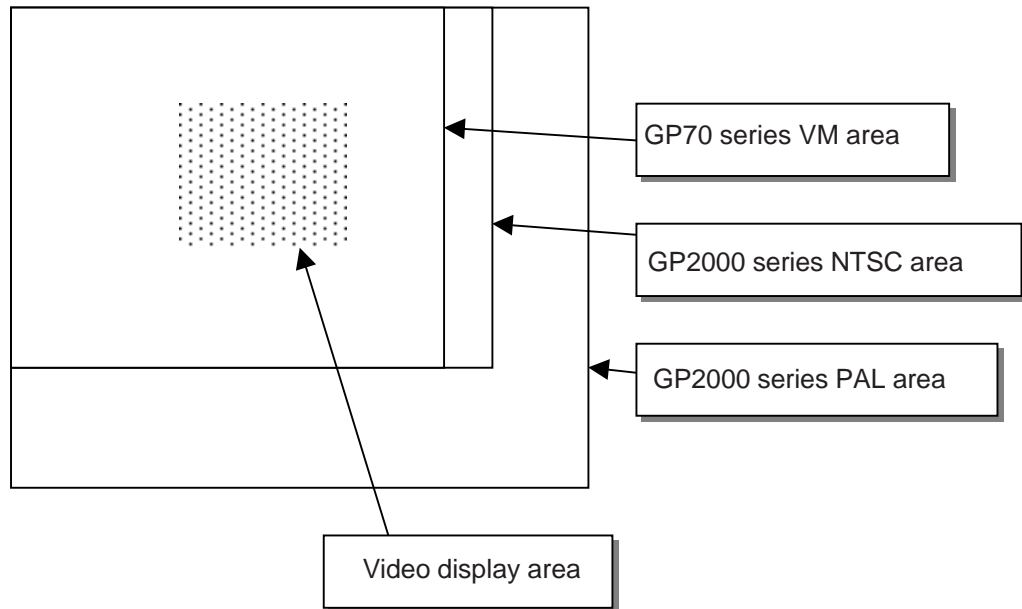 GP70 series VM area
GP2000 series NTSC area
GP2000 series PAL area
Video display area